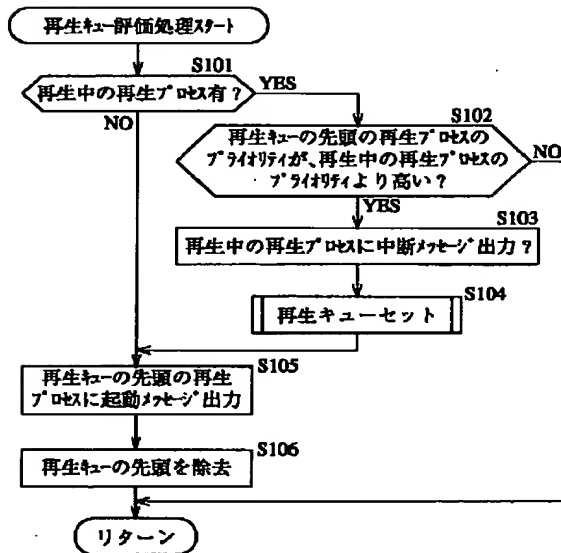 再生キュー評価処理スタート
S101
再生中の再生プロセス有?
YES
NO
S102
再生キューの先頭の再生プロセスの
プライオリティが、再生中の再生プロセスの
プライオリティより高い?
NO
YES
S103
再生中の再生プロセスに中断メッセージ出力?
S104
再生キューセット
S105
再生キューの先頭の再生
プロセスに起動メッセージ出力
S106
再生キューの先頭を除去
リターン